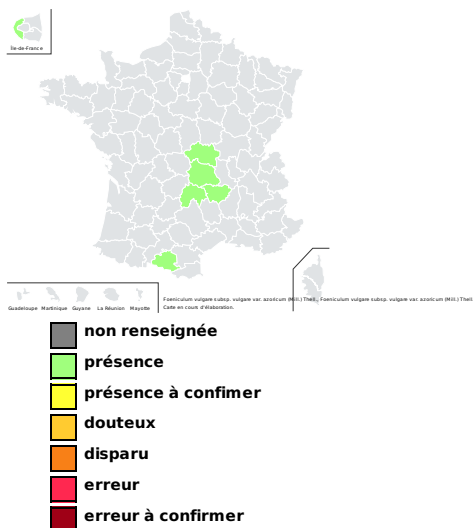 Île-de-France
Guadeloupe Martinique Guyane La Réunion Mayotte
Foeniculum vulgare subsp. vulgare var. azoricum (Mill.) Thell., Foeniculum vulgare subsp. vulgare var. azoricum (Mill.) Thell.
Carte en cours d'élaboration.
non renseignée
présence
présence à confimer
douteux
disparu
erreur
erreur à confirmer